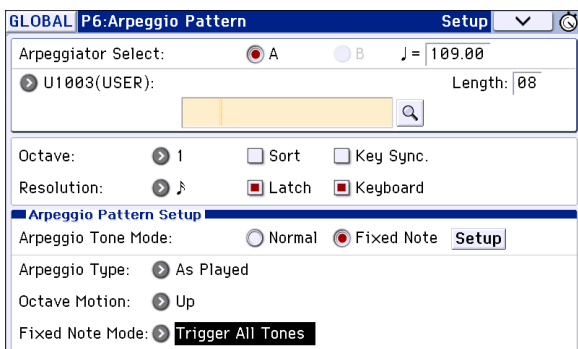 GLOBAL P6:Arpeggio Pattern Setup
Arpeggiator Select: A B ♩= 109.00
U1003(USER): Length: 08
Octave: 1 Sort Key Sync.
Resolution: 𝅘𝅥𝅯 Latch Keyboard
Arpeggio Pattern Setup
Arpeggio Tone Mode: Normal Fixed Note Setup
Arpeggio Type: As Played
Octave Motion: Up
Fixed Note Mode: Trigger All Tones